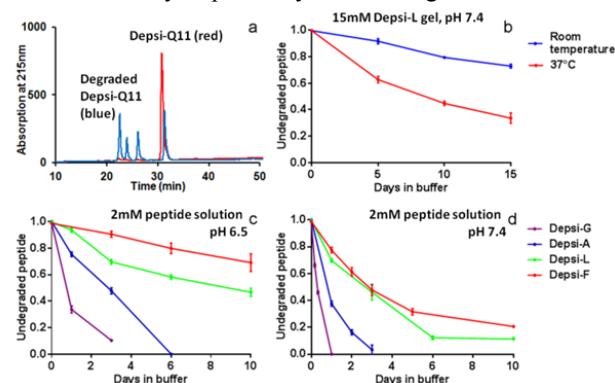 a
Depsi-Q11 (red)
Degraded
Depsi-Q11
(blue)
Absorption at 215nm
1000
500
0
10 20 30 40 50
Time (min)
15mM Depsi-L gel, pH 7.4
b
Undegraded peptide
1.0
0.8
0.6
0.4
0.2
0.0
0 5 10 15
Days in buffer
Room
temperature
37°C
2mM peptide solution
c
pH 6.5
Undegraded peptide
1.0
0.8
0.6
0.4
0.2
0.0
0 2 4 6 8 10
Days in buffer
2mM peptide solution
d
pH 7.4
Undegraded peptide
1.0
0.8
0.6
0.4
0.2
0.0
0 2 4 6 8 10
Days in buffer
Depsi-G
Depsi-A
Depsi-L
Depsi-F